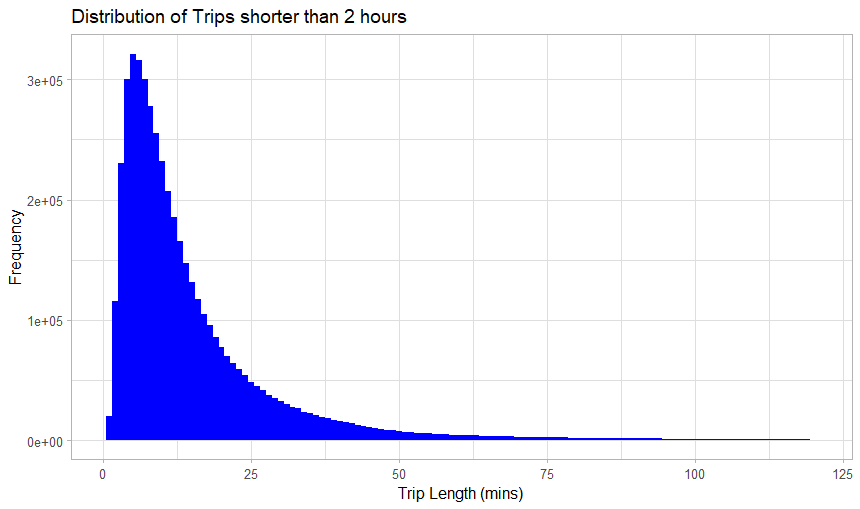 Distribution of Trips shorter than 2 hours
Frequency
3e+05
2e+05
1e+05
0e+00
0 25 50 75 100 125
Trip Length (mins)